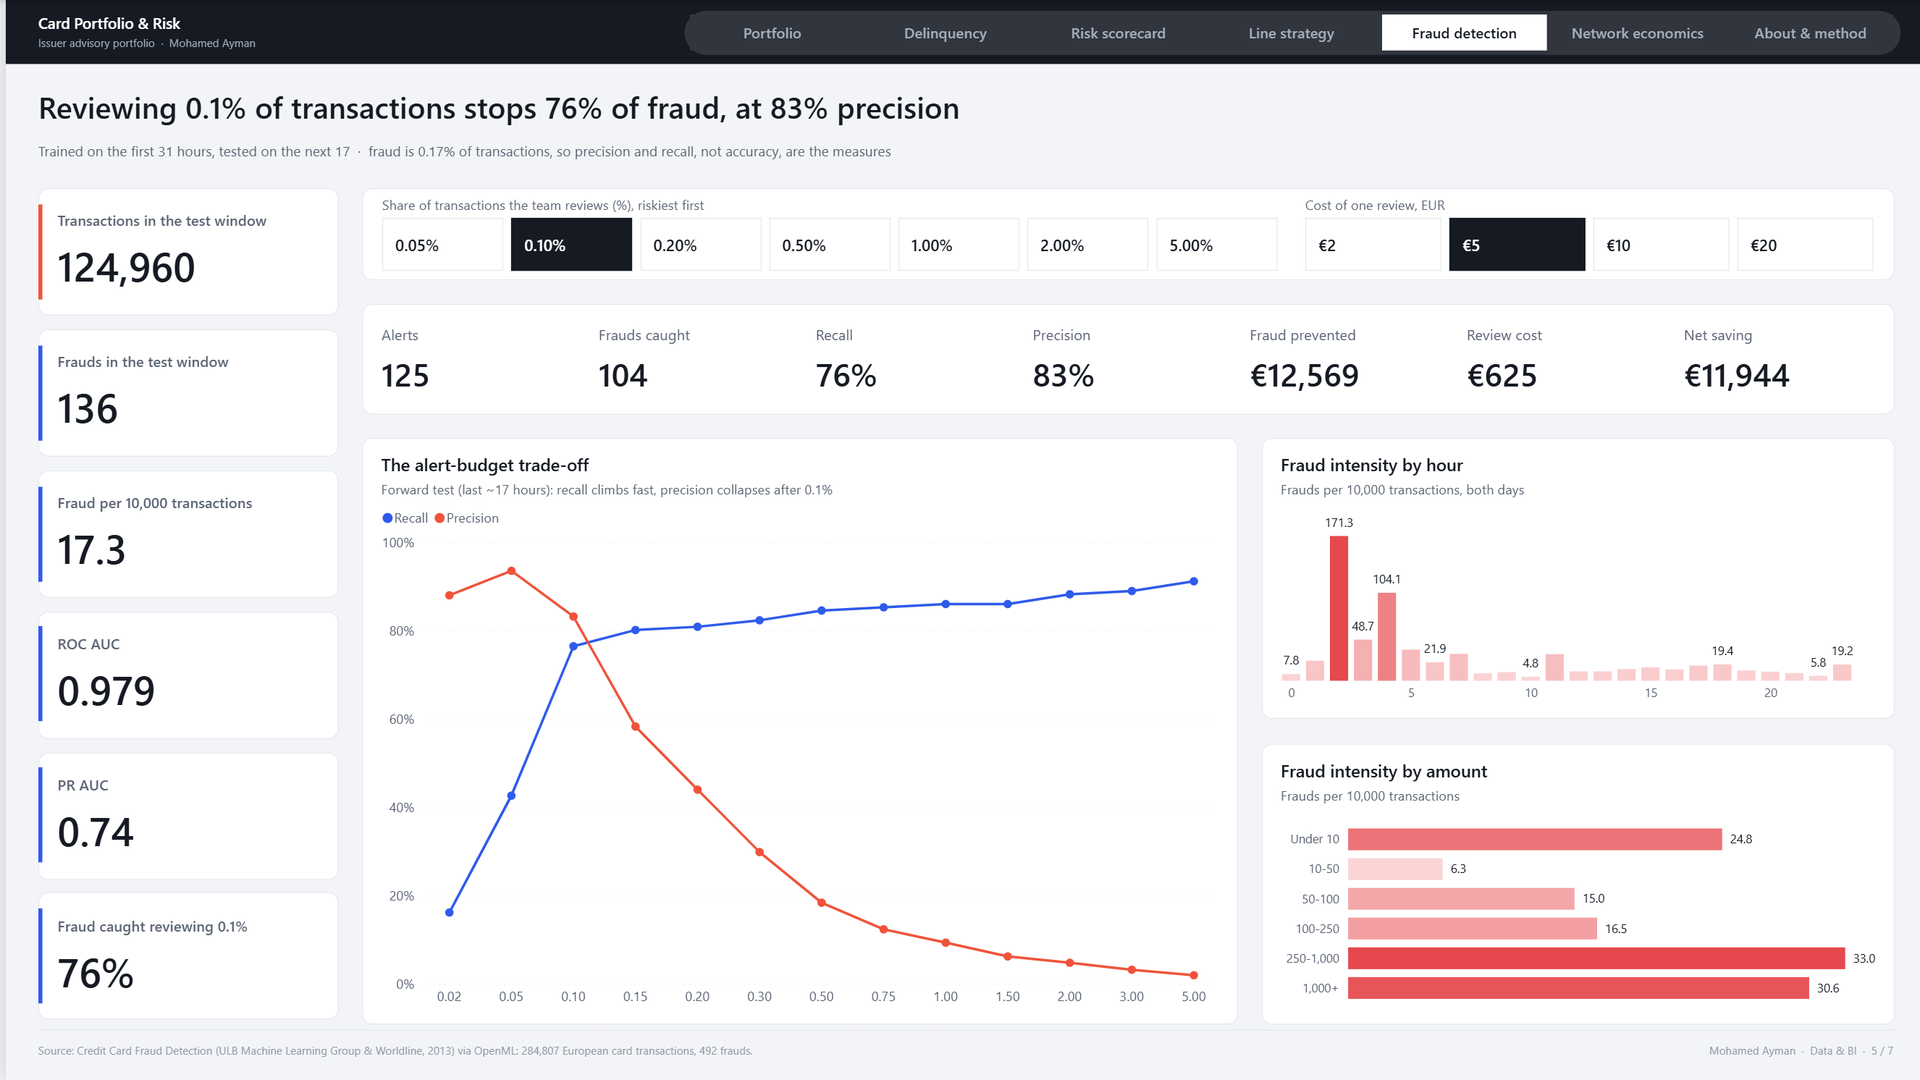 Card Portfolio & Risk
Issuer advisory portfolio · Mohamed Ayman
Portfolio
Delinquency
Risk scorecard
Line strategy
Fraud detection
Network economics
About & method
Reviewing 0.1% of transactions stops 76% of fraud, at 83% precision
Trained on the first 31 hours, tested on the next 17 · fraud is 0.17% of transactions, so precision and recall, not accuracy, are the measures
Transactions in the test window
124,960
Frauds in the test window
136
Fraud per 10,000 transactions
17.3
ROC AUC
0.979
PR AUC
0.74
Fraud caught reviewing 0.1%
76%
Share of transactions the team reviews (%), riskiest first
0.05%
0.10%
0.20%
0.50%
1.00%
2.00%
5.00%
Cost of one review, EUR
€2
€5
€10
€20
Alerts
125
Frauds caught
104
Recall
76%
Precision
83%
Fraud prevented
€12,569
Review cost
€625
Net saving
€11,944
The alert-budget trade-off
Forward test (last ~17 hours): recall climbs fast, precision collapses after 0.1%
Recall
Precision
100%
80%
60%
40%
20%
0%
0.02
0.05
0.10
0.15
0.20
0.30
0.50
0.75
1.00
1.50
2.00
3.00
5.00
Fraud intensity by hour
Frauds per 10,000 transactions, both days
7.8
171.3
48.7
104.1
21.9
4.8
19.4
5.8
19.2
0
5
10
15
20
Fraud intensity by amount
Frauds per 10,000 transactions
Under 10
24.8
10-50
6.3
50-100
15.0
100-250
16.5
250-1,000
33.0
1,000+
30.6
Source: Credit Card Fraud Detection (ULB Machine Learning Group & Worldline, 2013) via OpenML: 284,807 European card transactions, 492 frauds.
Mohamed Ayman · Data & BI · 5 / 7